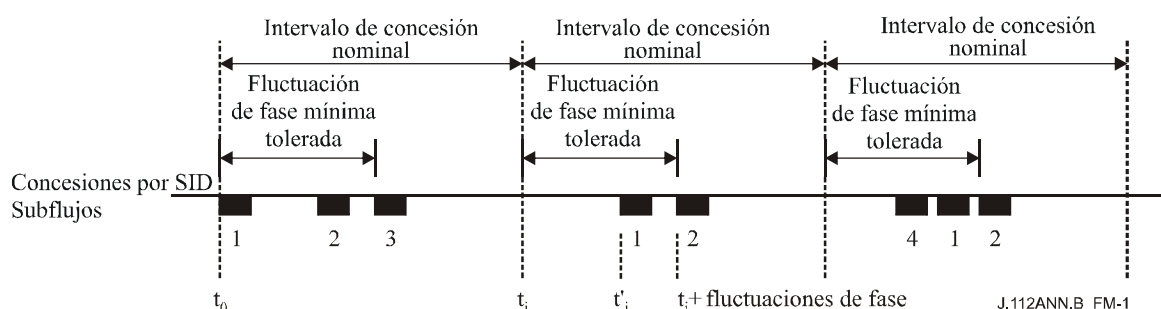 Intervalo de concesión nominal
Intervalo de concesión nominal
Intervalo de concesión nominal
Fluctuación de fase mínima tolerada
Fluctuación de fase mínima tolerada
Fluctuación de fase mínima tolerada
Concesiones por SID
Subflujos
1 2 3 1 2 4 1 2
t0 ti t'i ti+ fluctuaciones de fase
J.112ANN.B_FM-1